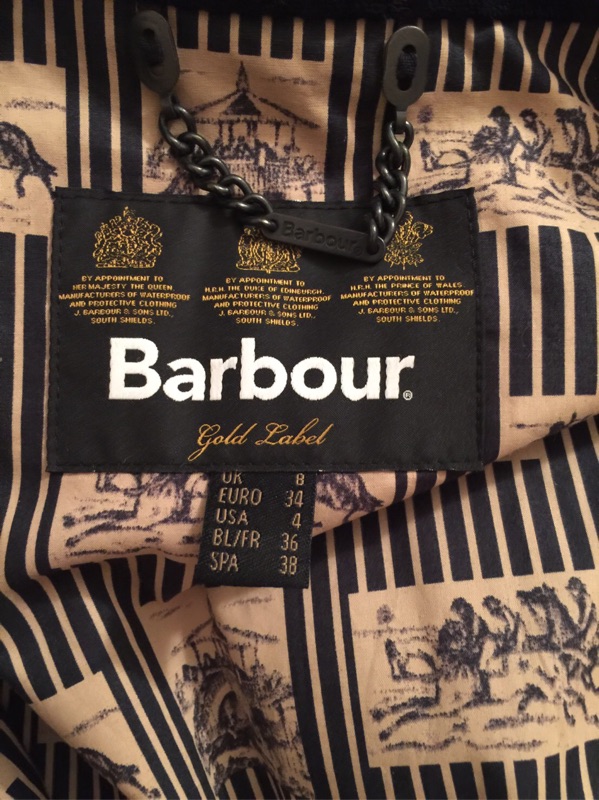 Barbour
BY APPOINTMENT TO
HER MAJESTY THE QUEEN
MANUFACTURERS OF WATERPROOF
AND PROTECTIVE CLOTHING
J. BARBOUR & SONS LTD.,
SOUTH SHIELDS.
BY APPOINTMENT TO
H.R.H. THE DUKE OF EDINBURGH.
MANUFACTURERS OF WATERPROOF
AND PROTECTIVE CLOTHING
J. BARBOUR & SONS LTD.,
SOUTH SHIELDS.
BY APPOINTMENT TO
H.R.H. THE PRINCE OF WALES
MANUFACTURERS OF WATERPROOF
AND PROTECTIVE CLOTHING
J. BARBOUR & SONS LTD.,
SOUTH SHIELDS.
Barbour®
Gold Label
UK 8
EURO 34
USA 4
BL/FR 36
SPA 38